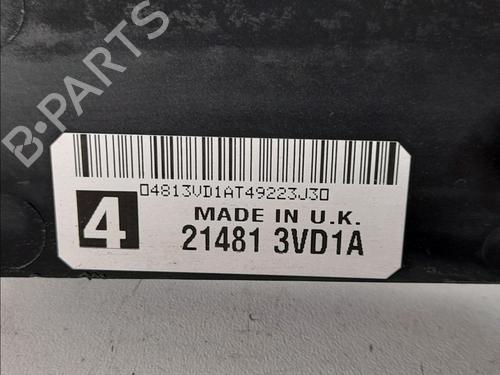 B-PARTS
04813VD1AT49223J30
4
MADE IN U.K.
21481 3VD1A